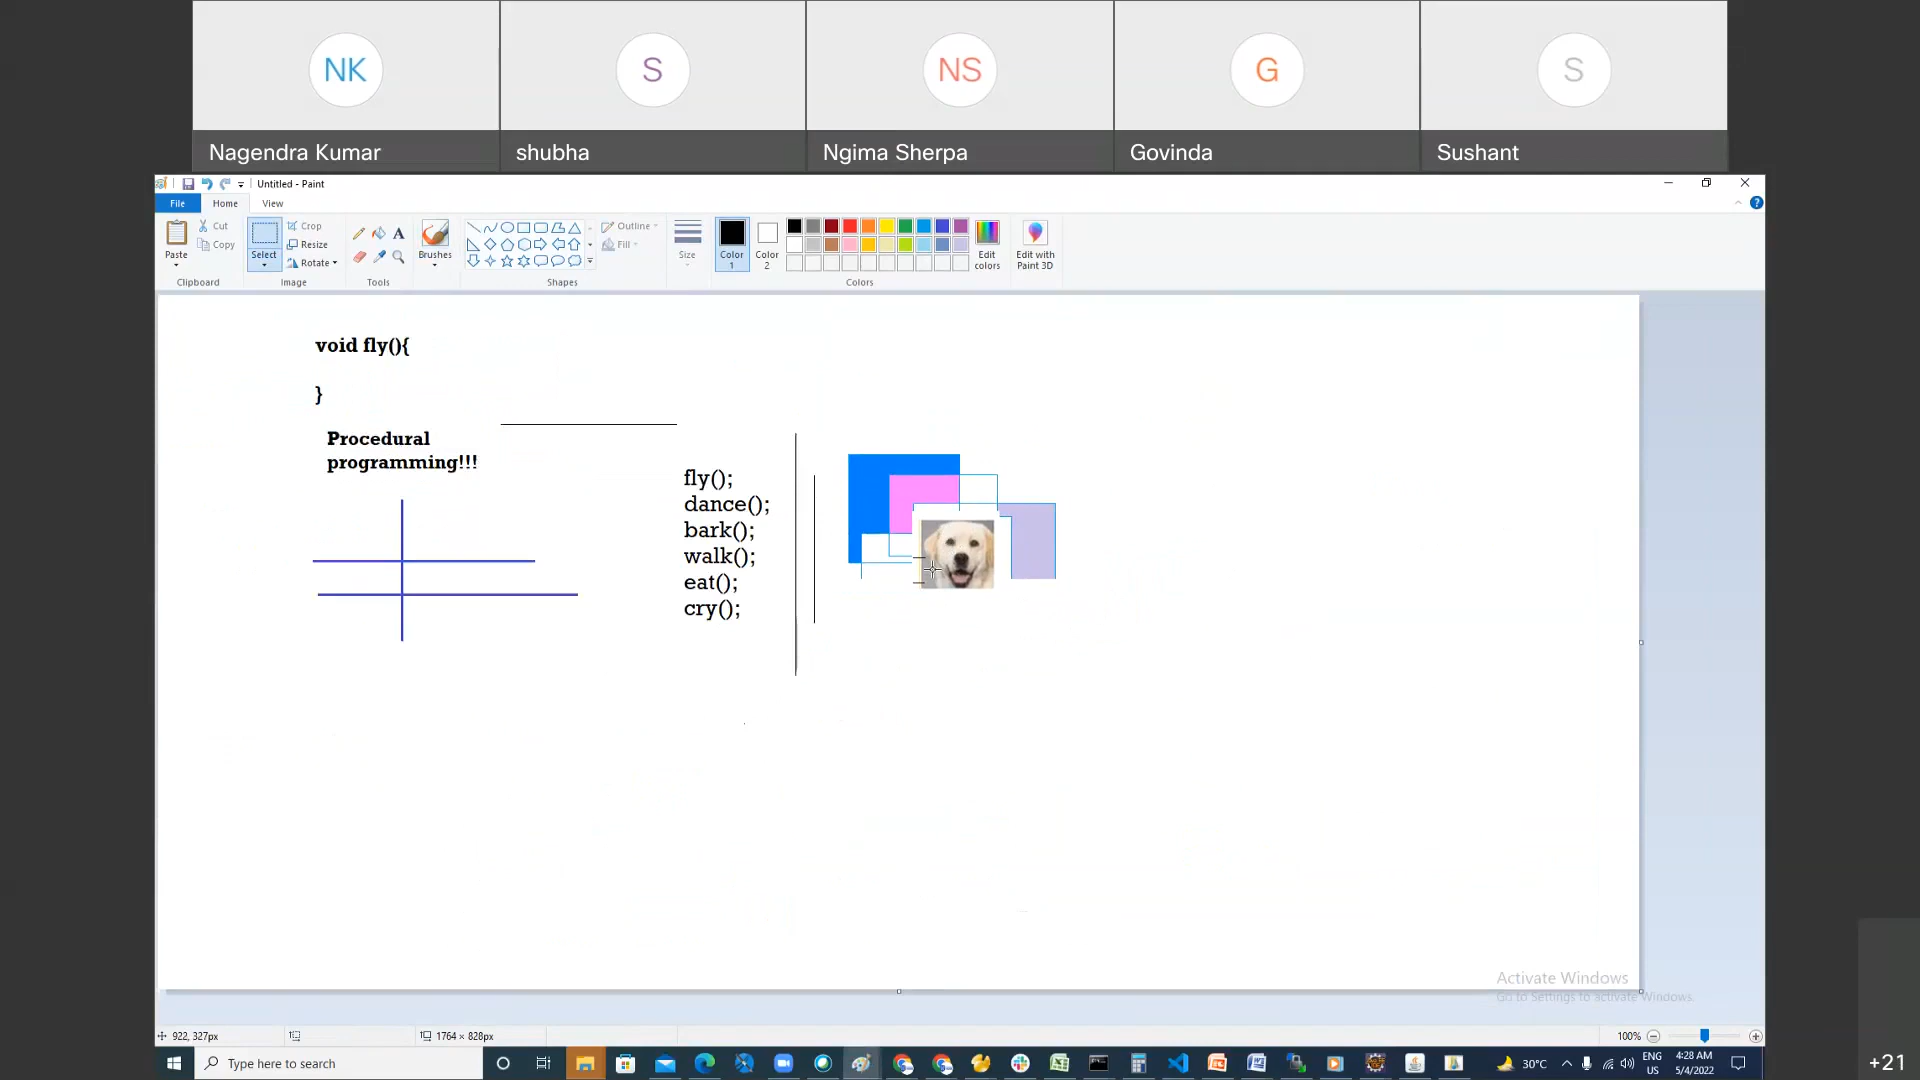 NK
S
NS
G
S
Nagendra Kumar
shubha
Ngima Sherpa
Govinda
Sushant
Untitled - Paint
File
Home
View
Paste
Cut
Copy
Clipboard
Select
Crop
Resize
Rotate
Image
A
Tools
Brushes
Outline
Fill
Shapes
Size
Color
1
Color
2
Edit
colors
Colors
Edit with
Paint 3D
?
void fly(){
}
Procedural
programming!!!
fly();
dance();
bark();
walk();
eat();
cry();
Activate Windows
Go to Settings to activate Windows.
922, 327px
1764 × 828px
100%
Type here to search
30°C
ENG
US
4:28 AM
5/4/2022
+21